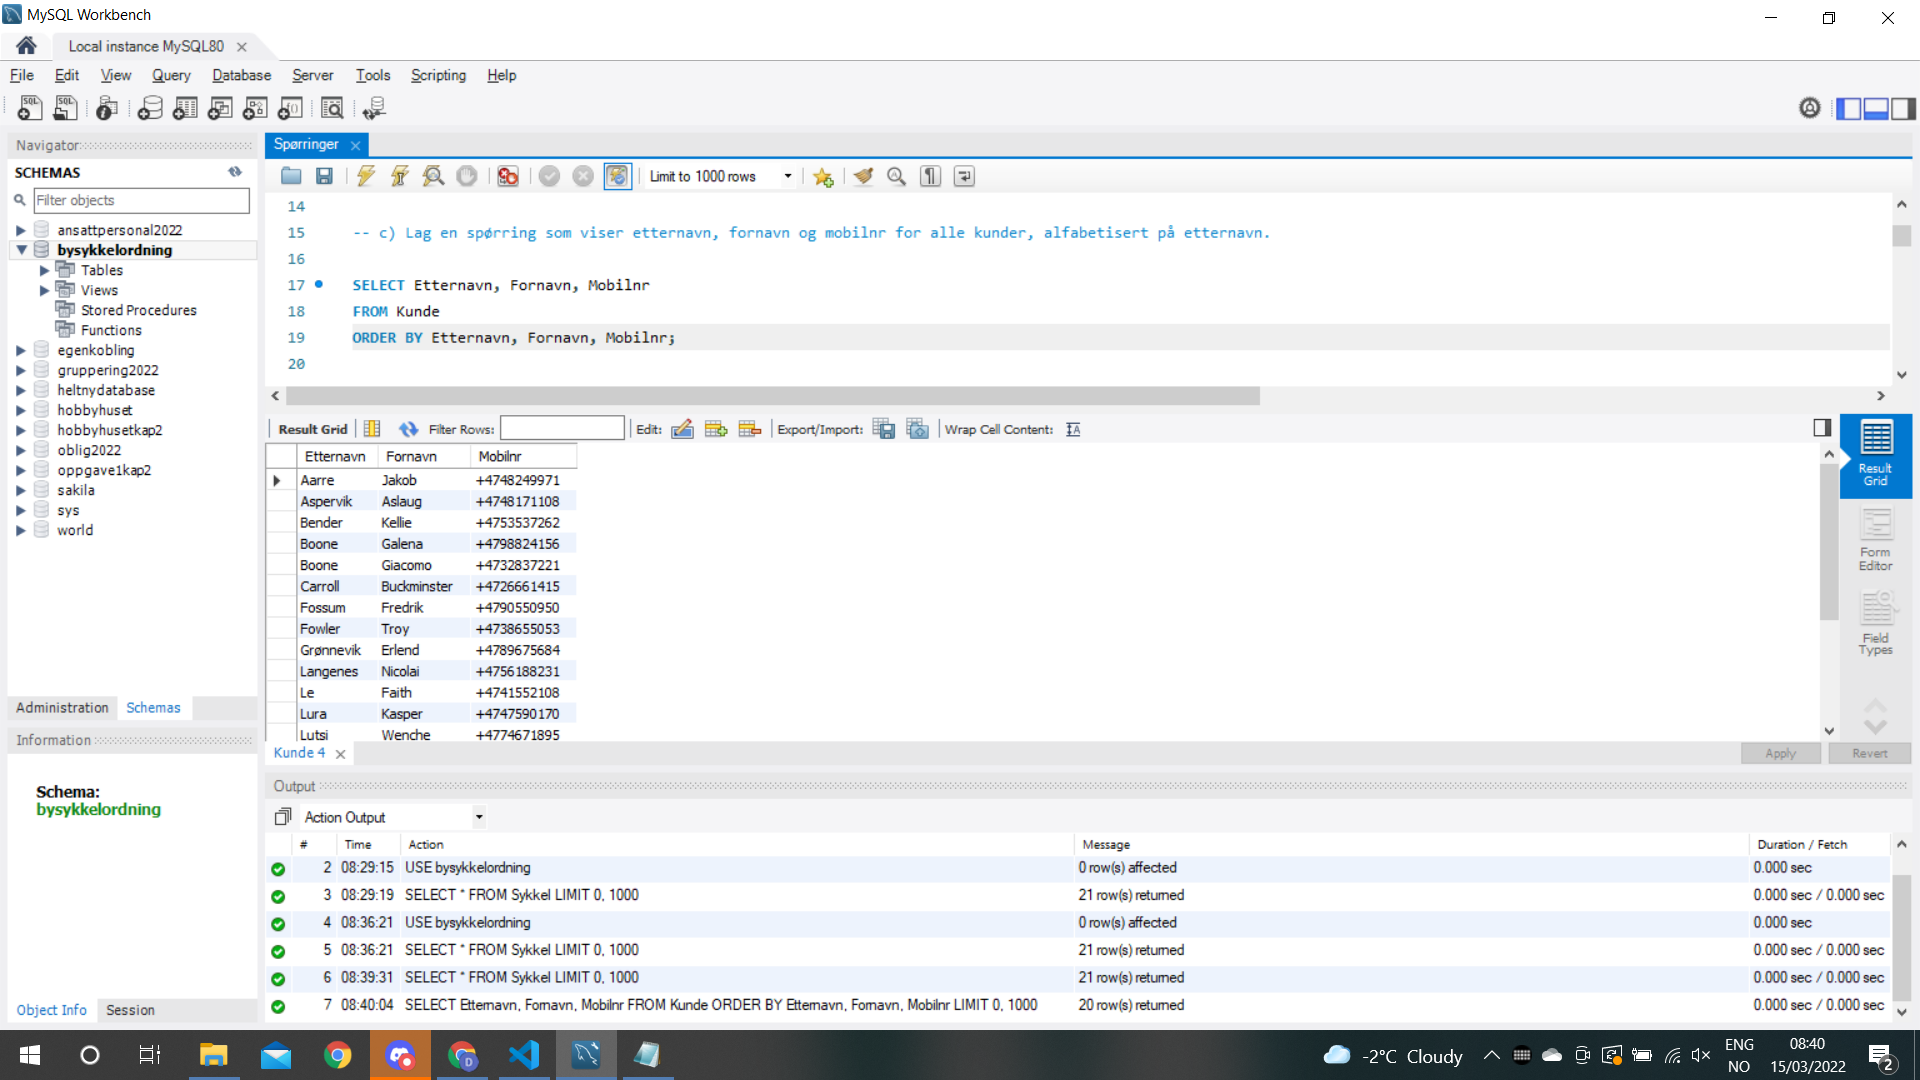 MySQL Workbench
Local instance MySQL80
File Edit View Query Database Server Tools Scripting Help
Navigator
SCHEMAS
Filter objects
ansattpersonal2022
bysykkelordning
Tables
Views
Stored Procedures
Functions
egenkobling
gruppering2022
heltnydatabase
hobbyhuset
hobbyhusetkap2
oblig2022
oppgave1kap2
sakila
sys
world
Administration Schemas
Information
Schema:
bysykkelordning
Object Info Session
Spørringer
Limit to 1000 rows
14
15 -- c) Lag en spørring som viser etternavn, fornavn og mobilnr for alle kunder, alfabetisert på etternavn.
16
17 SELECT Etternavn, Fornavn, Mobilnr
18 FROM Kunde
19 ORDER BY Etternavn, Fornavn, Mobilnr;
20
Result Grid Filter Rows: Edit: Export/Import: Wrap Cell Content:
Etternavn Fornavn Mobilnr
Aarre Jakob +4748249971
Aspervik Aslaug +4748171108
Bender Kellie +4753537262
Boone Galena +4798824156
Boone Giacomo +4732837221
Carroll Buckminster +4726661415
Fossum Fredrik +4790550950
Fowler Troy +4738655053
Grønnevik Erlend +4789675684
Langenes Nicolai +4756188231
Le Faith +4741552108
Lura Kasper +4747590170
Lutsi Wenche +4774671895
Result
Grid
Form
Editor
Field
Types
Kunde 4
Apply Revert
Output
Action Output
# Time Action Message Duration / Fetch
2 08:29:15 USE bysykkelordning 0 row(s) affected 0.000 sec
3 08:29:19 SELECT * FROM Sykkel LIMIT 0, 1000 21 row(s) returned 0.000 sec / 0.000 sec
4 08:36:21 USE bysykkelordning 0 row(s) affected 0.000 sec
5 08:36:21 SELECT * FROM Sykkel LIMIT 0, 1000 21 row(s) returned 0.000 sec / 0.000 sec
6 08:39:31 SELECT * FROM Sykkel LIMIT 0, 1000 21 row(s) returned 0.000 sec / 0.000 sec
7 08:40:04 SELECT Etternavn, Fornavn, Mobilnr FROM Kunde ORDER BY Etternavn, Fornavn, Mobilnr LIMIT 0, 1000 20 row(s) returned 0.000 sec / 0.000 sec
-2°C Cloudy
ENG
NO
08:40
15/03/2022
2